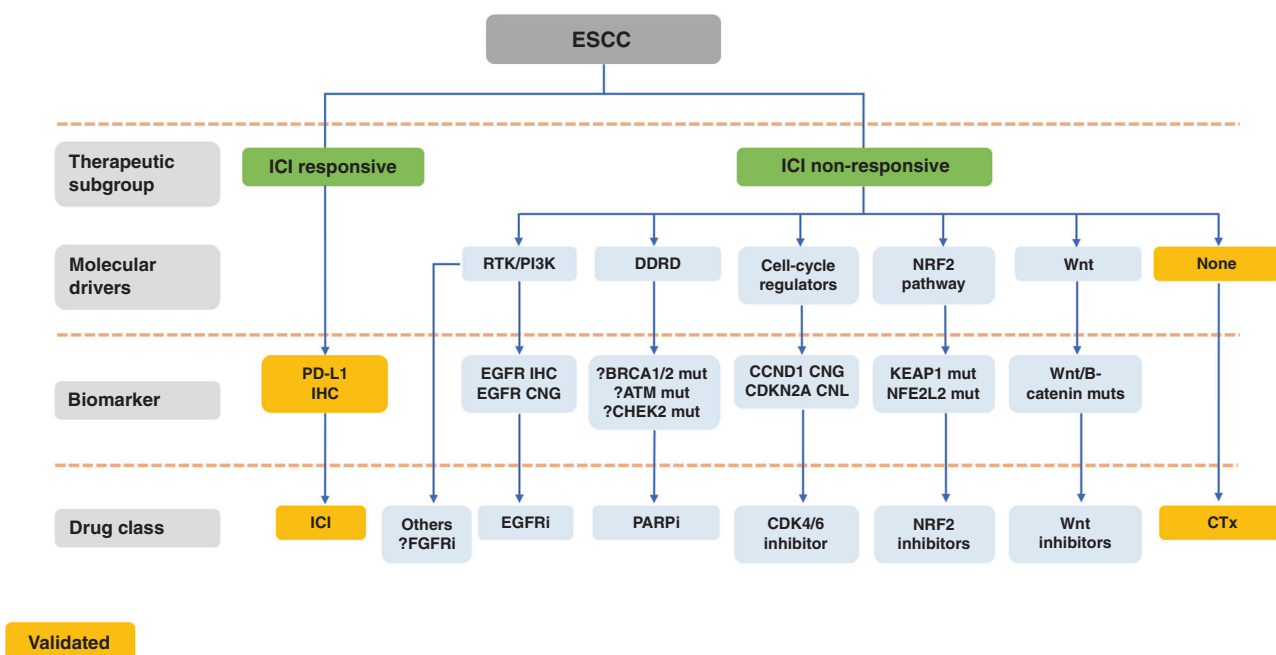 ESCC
Therapeutic
subgroup
ICI responsive
ICI non-responsive
Molecular
drivers
RTK/PI3K
DDRD
Cell-cycle
regulators
NRF2
pathway
Wnt
None
Biomarker
PD-L1
IHC
EGFR IHC
EGFR CNG
?BRCA1/2 mut
?ATM mut
?CHEK2 mut
CCND1 CNG
CDKN2A CNL
KEAP1 mut
NFE2L2 mut
Wnt/B-
catenin muts
Drug class
ICI
Others
?FGFRi
EGFRi
PARPi
CDK4/6
inhibitor
NRF2
inhibitors
Wnt
inhibitors
CTx
Validated